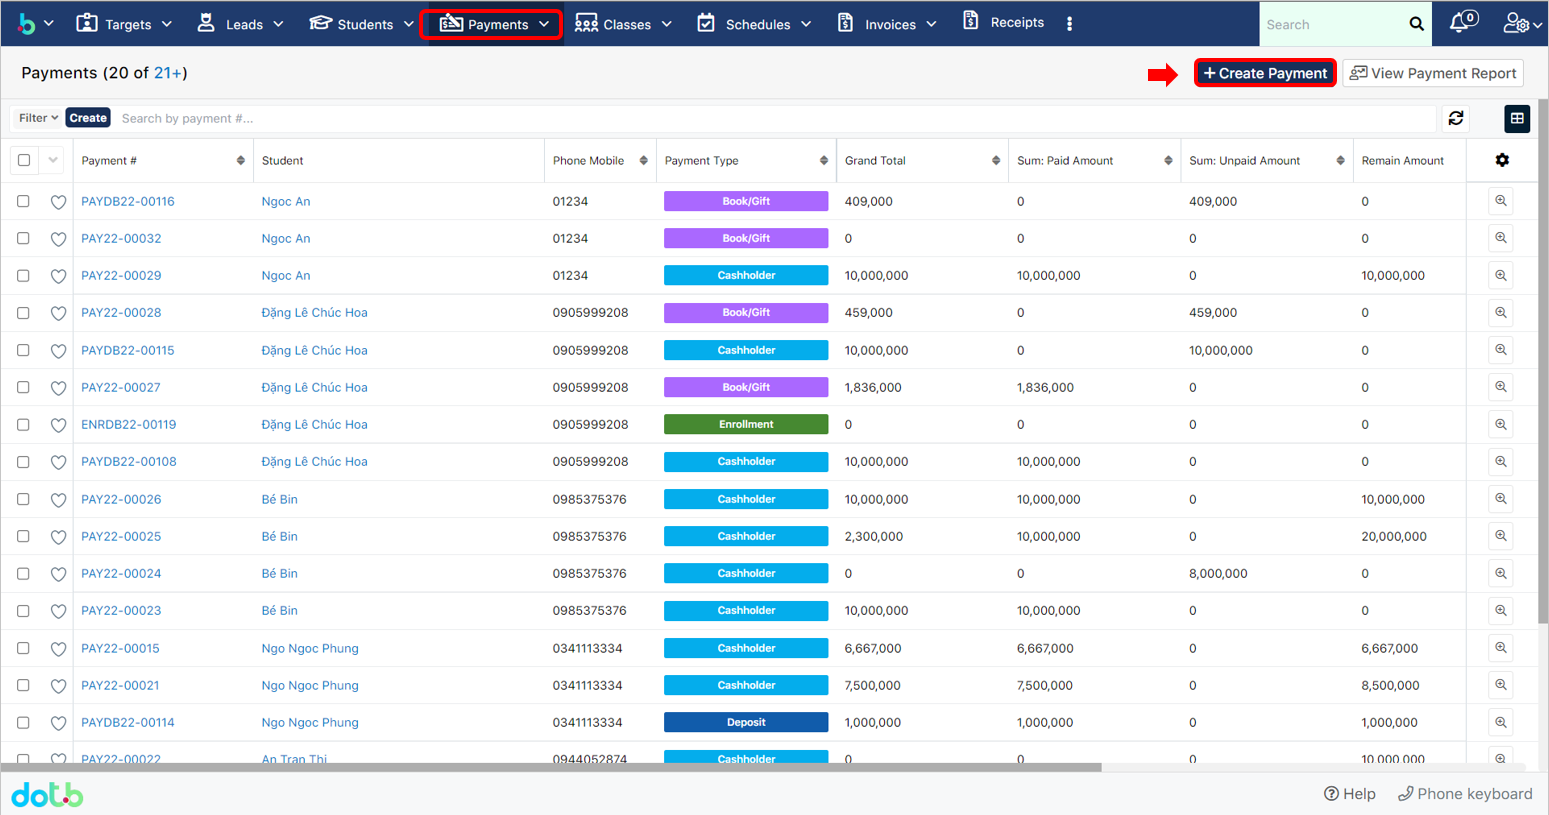 Targets Leads Students Payments Classes Schedules Invoices Receipts Search 0
Payments (20 of 21+) + Create Payment View Payment Report
Filter Create Search by payment #...
Payment # Student Phone Mobile Payment Type Grand Total Sum: Paid Amount Sum: Unpaid Amount Remain Amount
PAYDB22-00116 Ngoc An 01234 Book/Gift 409,000 0 409,000 0
PAY22-00032 Ngoc An 01234 Book/Gift 0 0 0 0
PAY22-00029 Ngoc An 01234 Cashholder 10,000,000 10,000,000 0 10,000,000
PAY22-00028 Đặng Lê Chúc Hoa 0905999208 Book/Gift 459,000 0 459,000 0
PAYDB22-00115 Đặng Lê Chúc Hoa 0905999208 Cashholder 10,000,000 0 10,000,000 0
PAY22-00027 Đặng Lê Chúc Hoa 0905999208 Book/Gift 1,836,000 1,836,000 0 0
ENRDB22-00119 Đặng Lê Chúc Hoa 0905999208 Enrollment 0 0 0 0
PAYDB22-00108 Đặng Lê Chúc Hoa 0905999208 Cashholder 10,000,000 10,000,000 0 0
PAY22-00026 Bé Bin 0985375376 Cashholder 10,000,000 10,000,000 0 10,000,000
PAY22-00025 Bé Bin 0985375376 Cashholder 2,300,000 10,000,000 0 20,000,000
PAY22-00024 Bé Bin 0985375376 Cashholder 0 0 8,000,000 0
PAY22-00023 Bé Bin 0985375376 Cashholder 10,000,000 10,000,000 0 0
PAY22-00015 Ngo Ngoc Phung 0341113334 Cashholder 6,667,000 6,667,000 0 6,667,000
PAY22-00021 Ngo Ngoc Phung 0341113334 Cashholder 7,500,000 7,500,000 0 8,500,000
PAYDB22-00114 Ngo Ngoc Phung 0341113334 Deposit 1,000,000 1,000,000 0 1,000,000
PAY22-00022 An Tran Thi 0944052874 Cashholder 0 0 0 10,000,000
dotb Help Phone keyboard